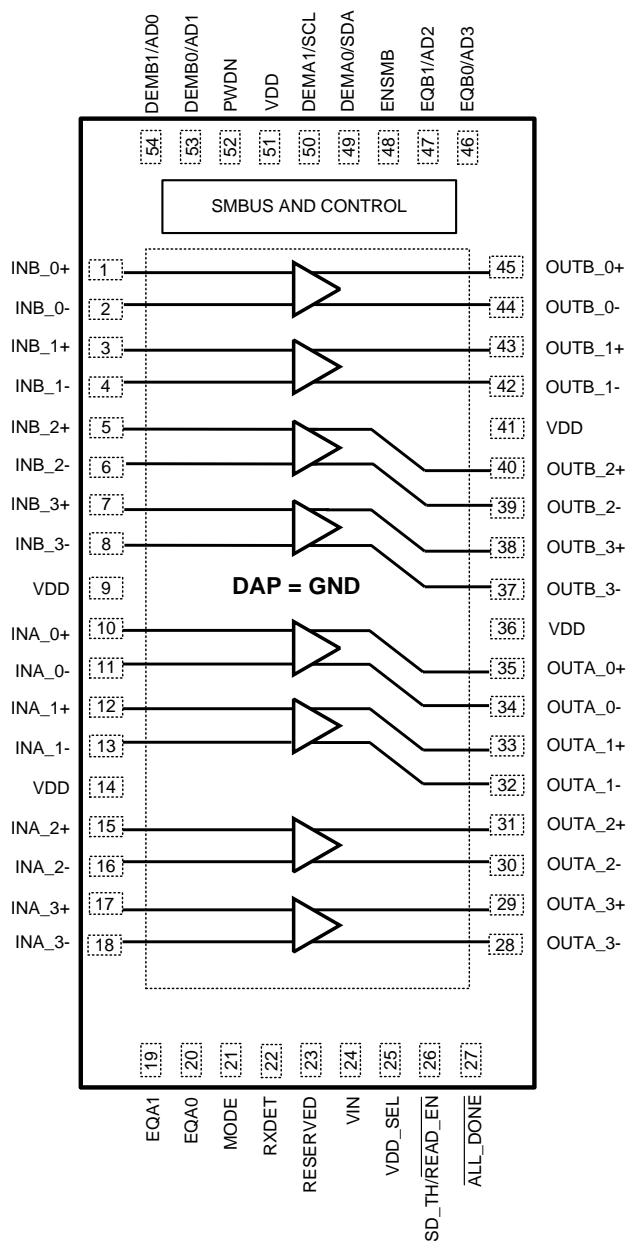 DEMB1/AD0
DEMB0/AD1
PWDN
VDD
DEMA1/SCL
DEMA0/SDA
ENSMB
EQB1/AD2
EQB0/AD3
54
53
52
51
50
49
48
47
46
SMBUS AND CONTROL
INB_0+ 1 45 OUTB_0+
INB_0- 2 44 OUTB_0-
INB_1+ 3 43 OUTB_1+
INB_1- 4 42 OUTB_1-
INB_2+ 5 41 VDD
INB_2- 6 40 OUTB_2+
39 OUTB_2-
INB_3+ 7 38 OUTB_3+
INB_3- 8
VDD 9 DAP = GND 37 OUTB_3-
INA_0+ 10 36 VDD
INA_0- 11 35 OUTA_0+
INA_1+ 12 34 OUTA_0-
INA_1- 13 33 OUTA_1+
VDD 14 32 OUTA_1-
INA_2+ 15 31 OUTA_2+
INA_2- 16 30 OUTA_2-
INA_3+ 17 29 OUTA_3+
INA_3- 18 28 OUTA_3-
19
20
21
22
23
24
25
26
27
EQA1
EQA0
MODE
RXDET
RESERVED
VIN
VDD_SEL
SD_TH/READ_EN
ALL_DONE